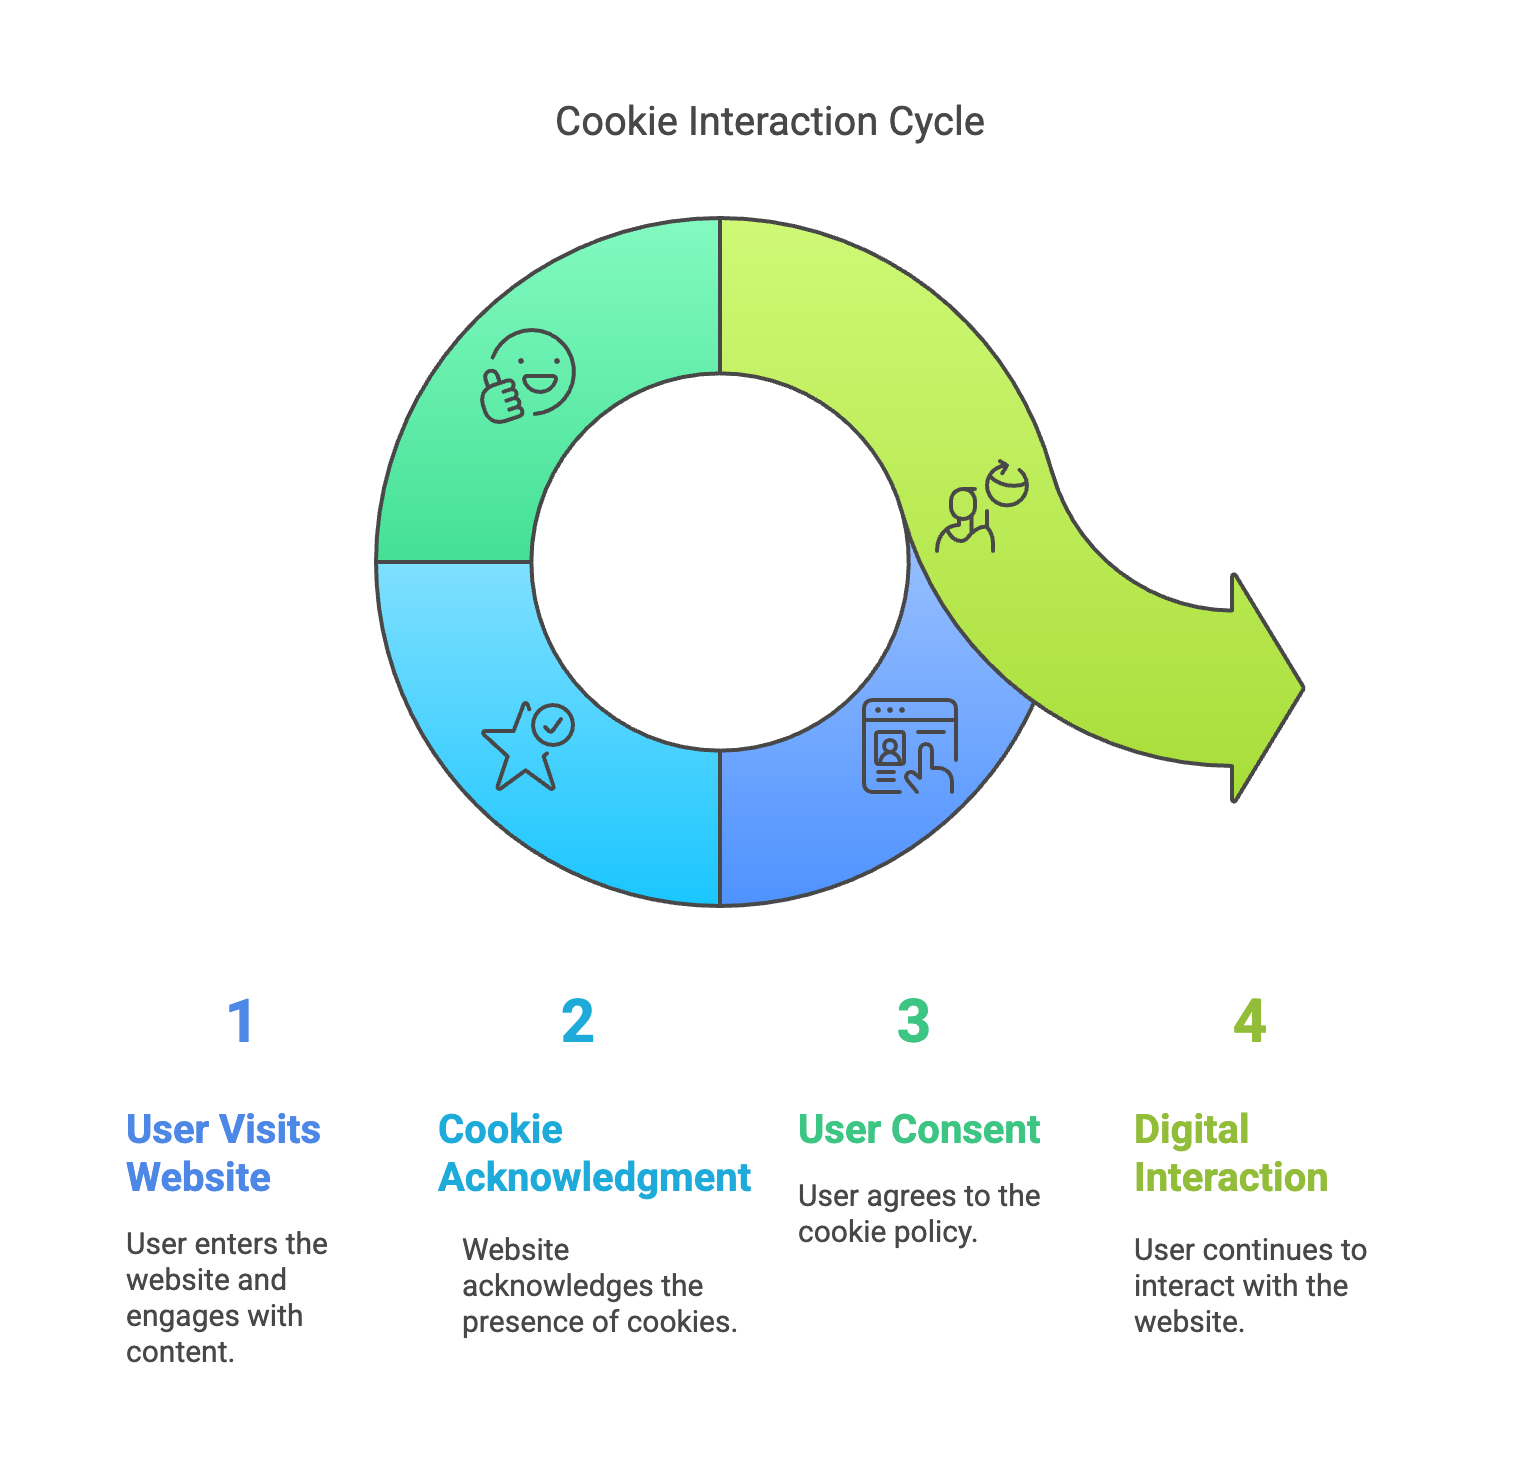 Cookie Interaction Cycle
1
User Visits
Website
User enters the
website and
engages with
content.
2
Cookie
Acknowledgment
Website
acknowledges the
presence of cookies.
3
User Consent
User agrees to the
cookie policy.
4
Digital
Interaction
User continues to
interact with the
website.